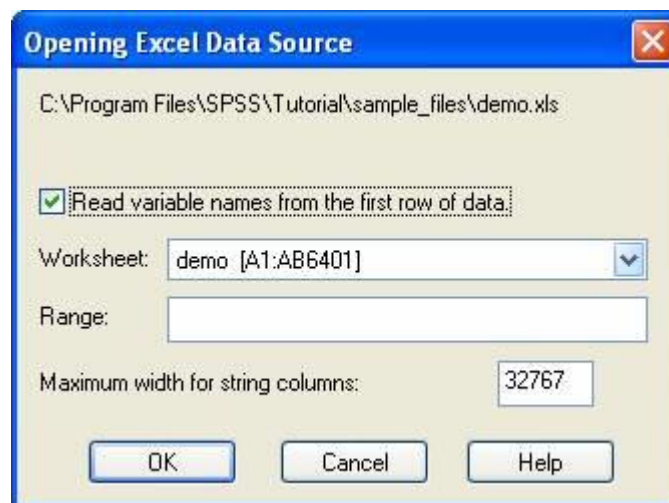 Opening Excel Data Source
C:\Program Files\SPSS\Tutorial\sample_files\demo.xls
Read variable names from the first row of data.
Worksheet: demo [A1:AB6401]
Range:
Maximum width for string columns: 32767
OK Cancel Help